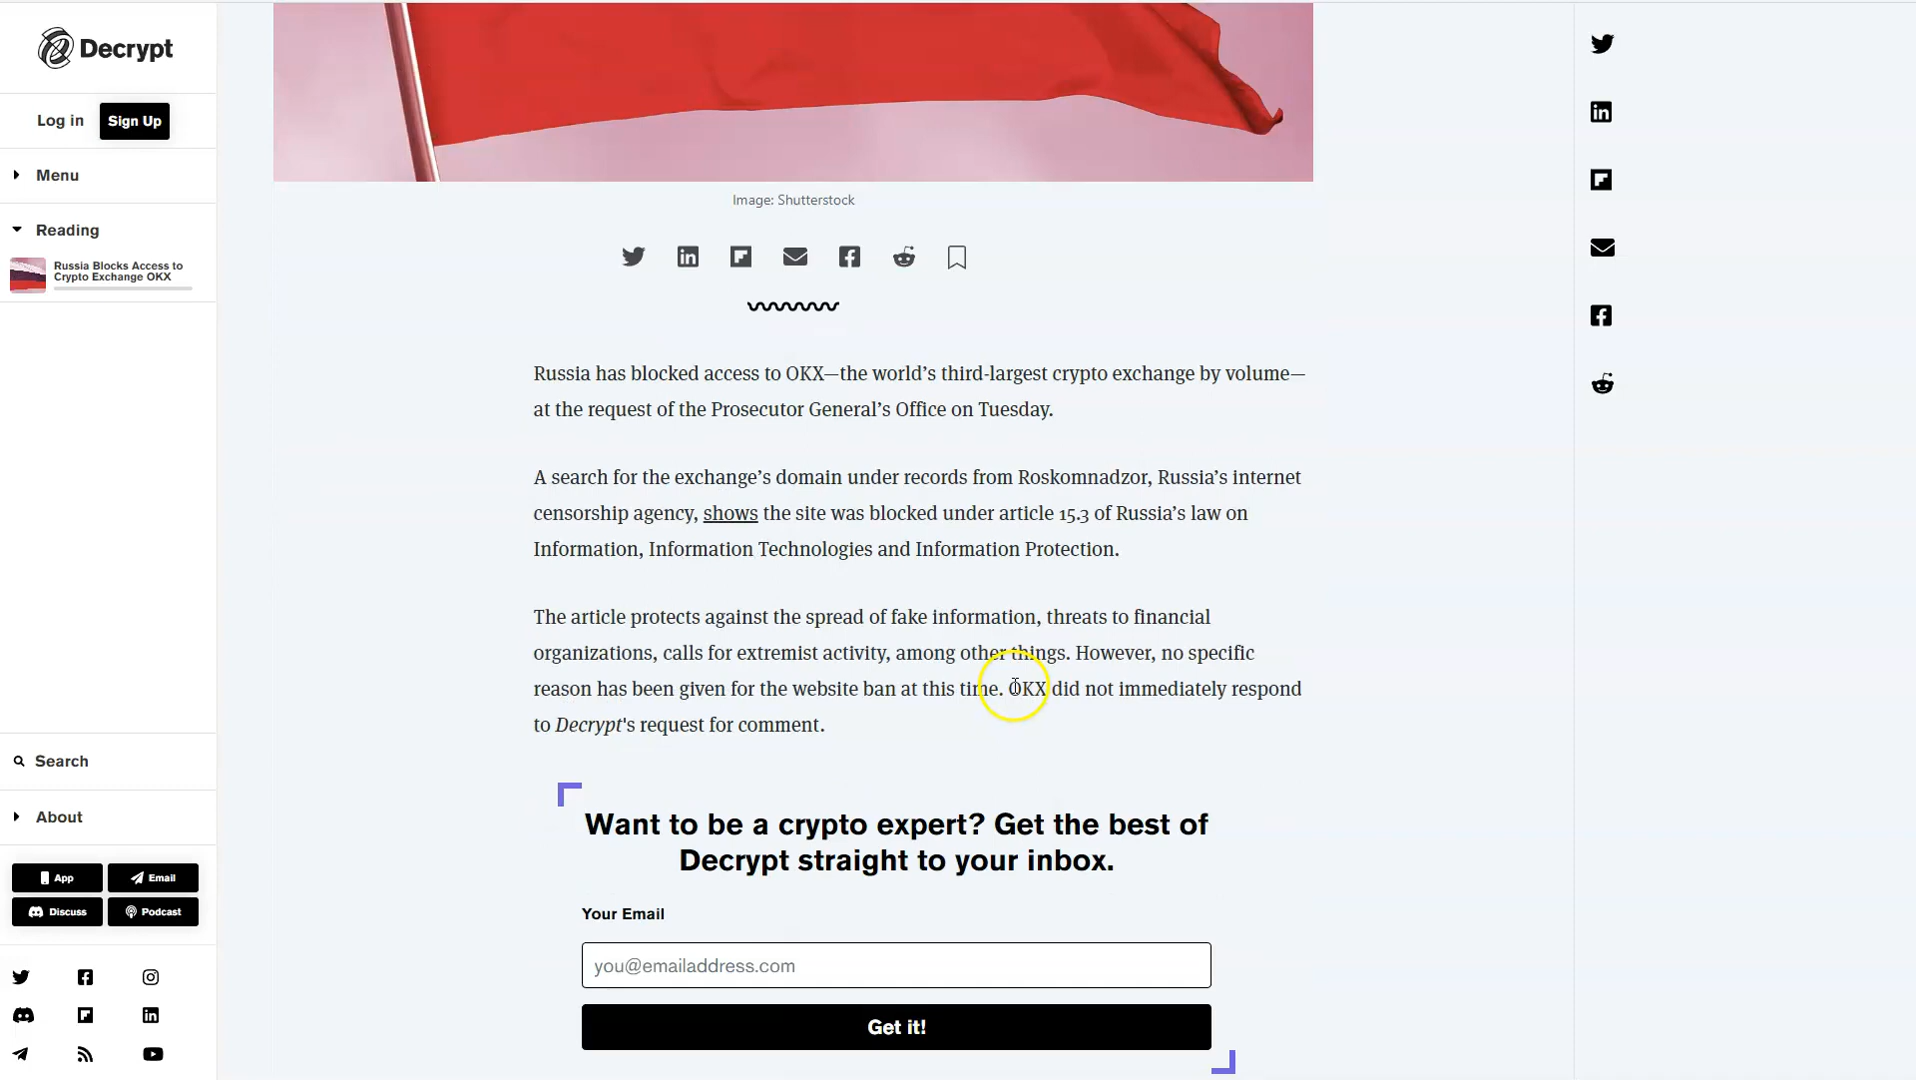 Decrypt
Log in
Sign Up
Menu
Reading
Russia Blocks Access to
Crypto Exchange OKX
Search
About
App
Email
Discuss
Podcast
Image: Shutterstock
Russia has blocked access to OKX—the world’s third-largest crypto exchange by volume—
at the request of the Prosecutor General’s Office on Tuesday.
A search for the exchange’s domain under records from Roskomnadzor, Russia’s internet
censorship agency, shows the site was blocked under article 15.3 of Russia’s law on
Information, Information Technologies and Information Protection.
The article protects against the spread of fake information, threats to financial
organizations, calls for extremist activity, among other things. However, no specific
reason has been given for the website ban at this time. OKX did not immediately respond
to Decrypt's request for comment.
Want to be a crypto expert? Get the best of
Decrypt straight to your inbox.
Your Email
you@emailaddress.com
Get it!